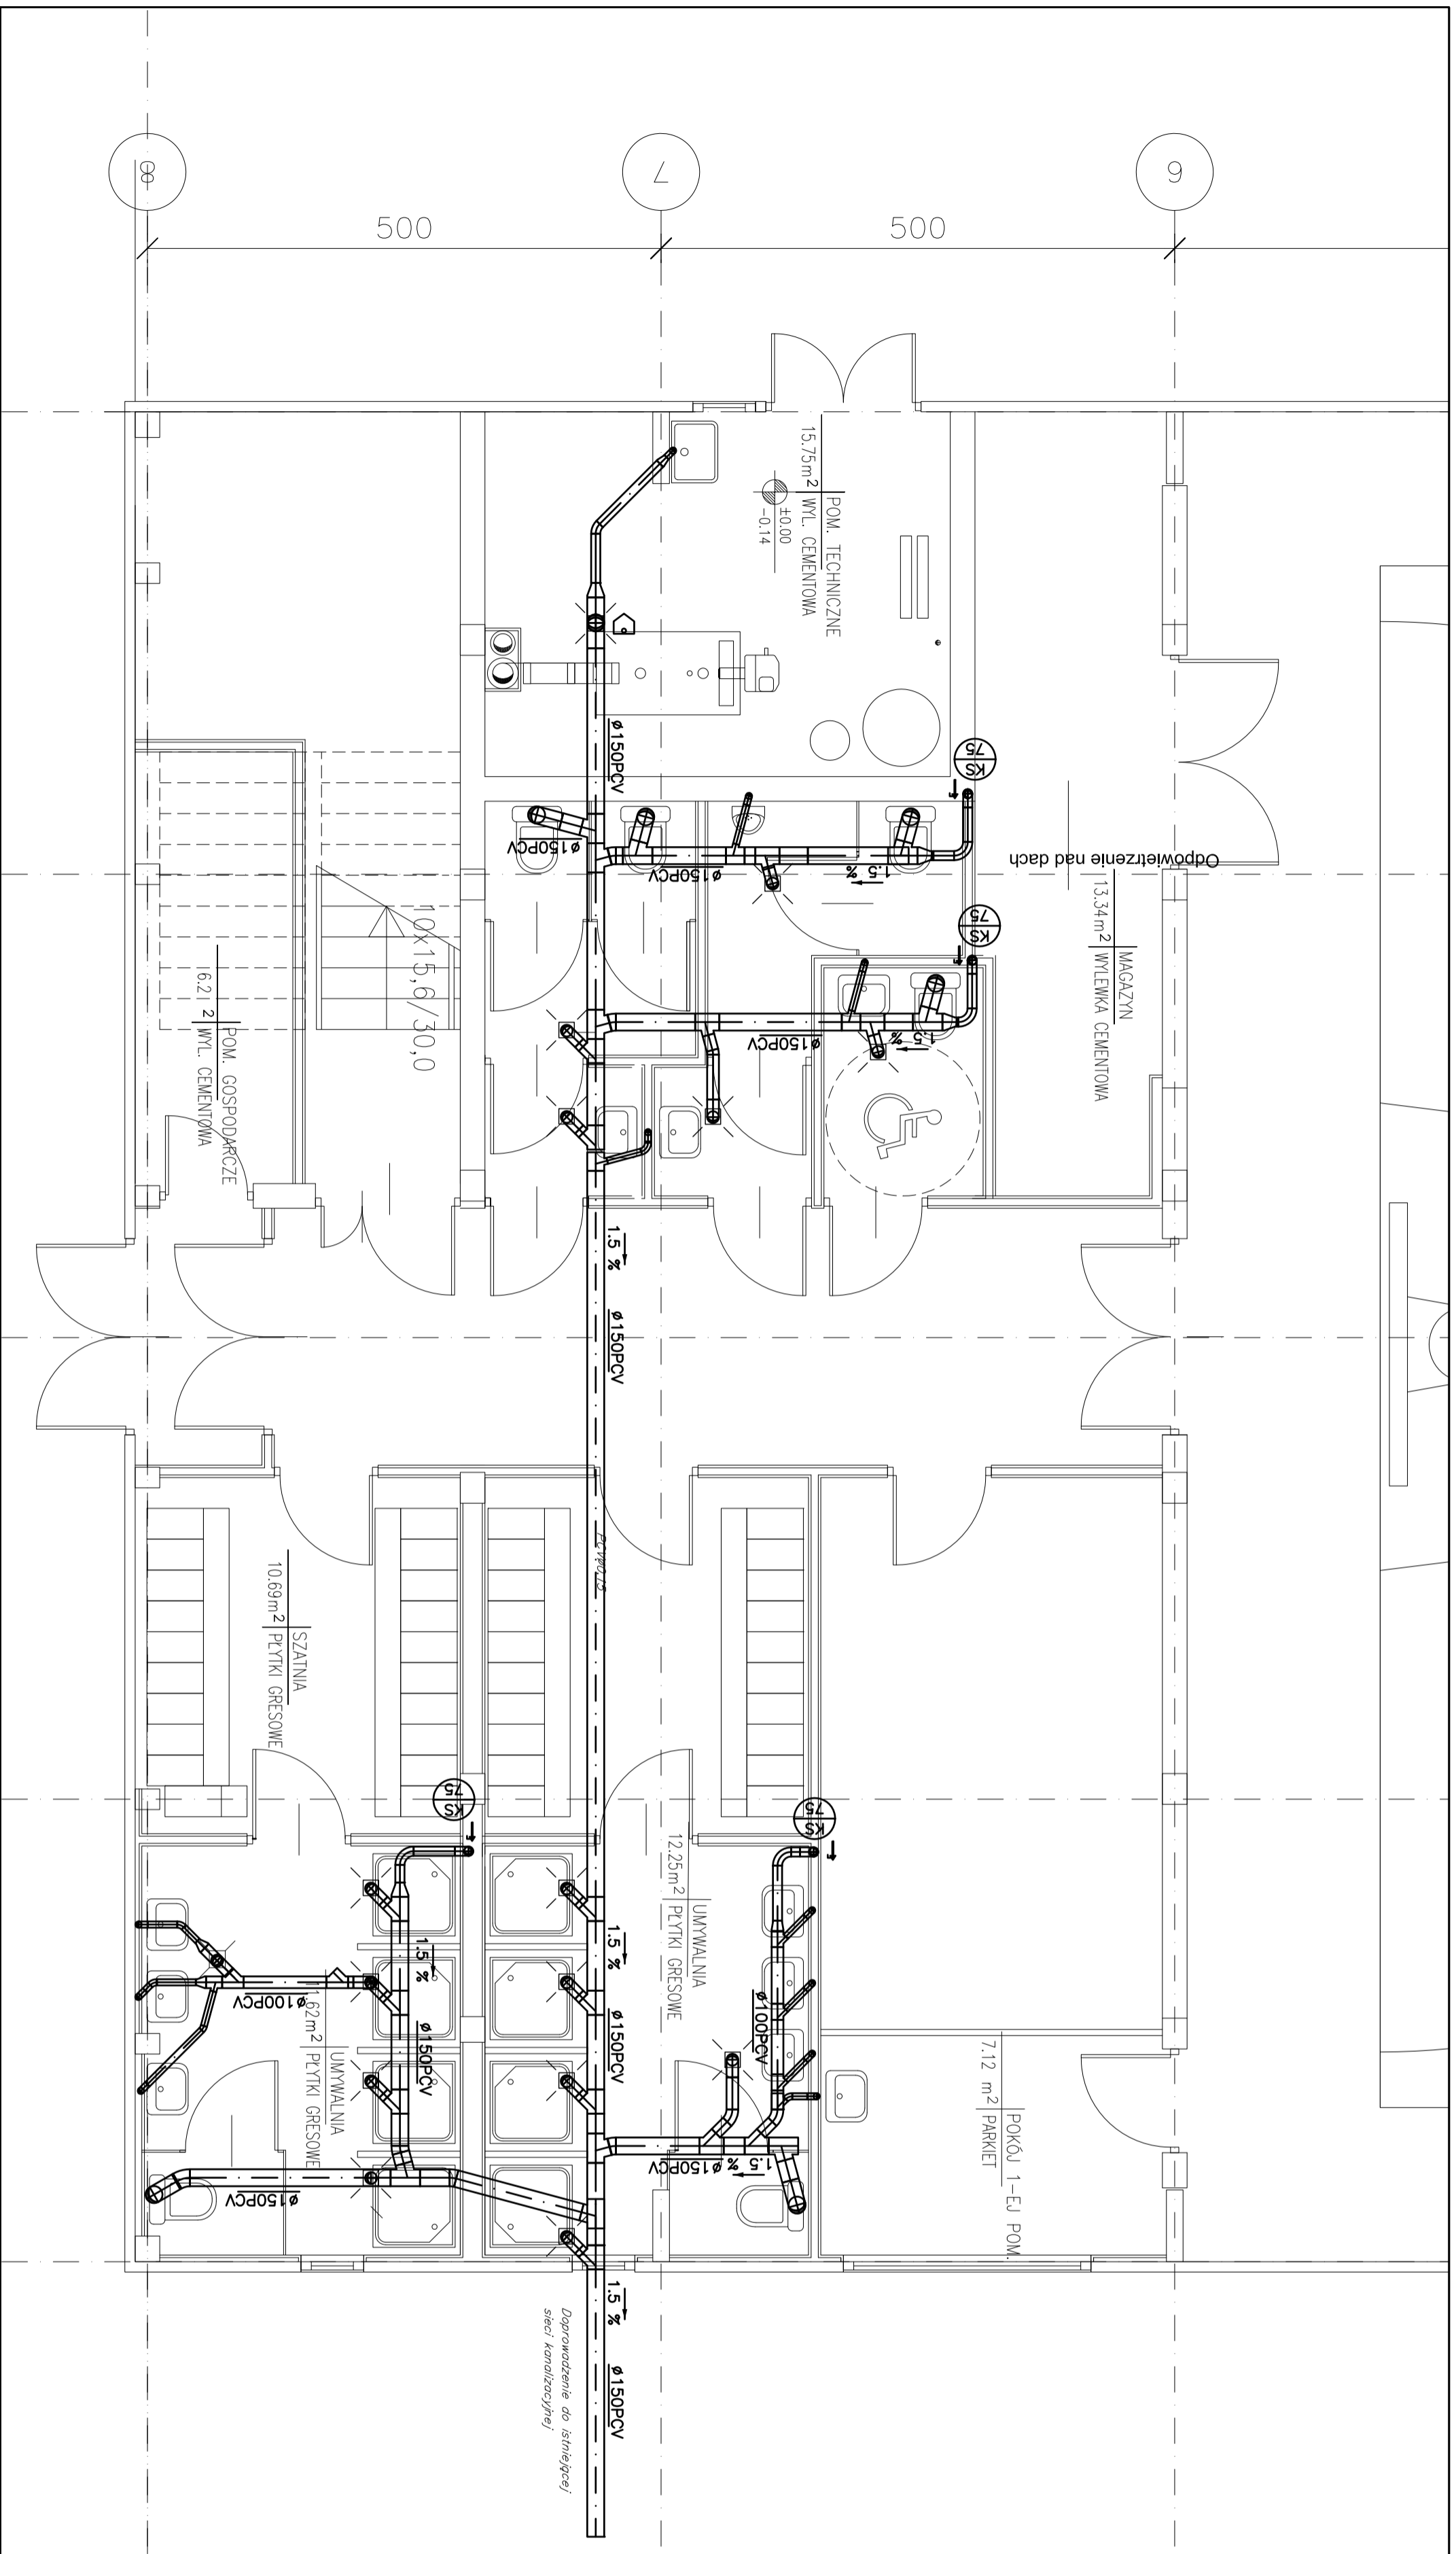 8
7
6
500
500
POM. TECHNICZNE
15.75m2 WYL. CEMENTOWA
±0.00
-0.14
ø150PCV
KS
75
Odpowietrzenie nad dach
MAGAZYN
13.34m2 WYLEWKA CEMENTOWA
ø150PCV
ø150PCV
1.5 %
KS
75
ø150PCV
1.5 %
10x15,6/30,0
POM. GOSPODARCZE
6.2 2 WYL. CEMENTOWA
1.5 %
ø150PCV
PCVø0.15
SZATNIA
10.69m2 PŁYTKI GRESOWE
KS
75
KS
75
UMYWALNIA
12.25m2 PŁYTKI GRESOWE
1.5 %
1.5 %
ø150PCV
ø150PCV
ø100PCV
ø100PCV
UMYWALNIA
.62m2 PŁYTKI GRESOWE
POKÓJ 1-EJ POM.
7.12 m2 PARKIET
ø150PCV
1.5 %
ø150PCV
1.5 %
ø150PCV
Doprowadzenie do istniejącej
sieci kanalizacyjnej